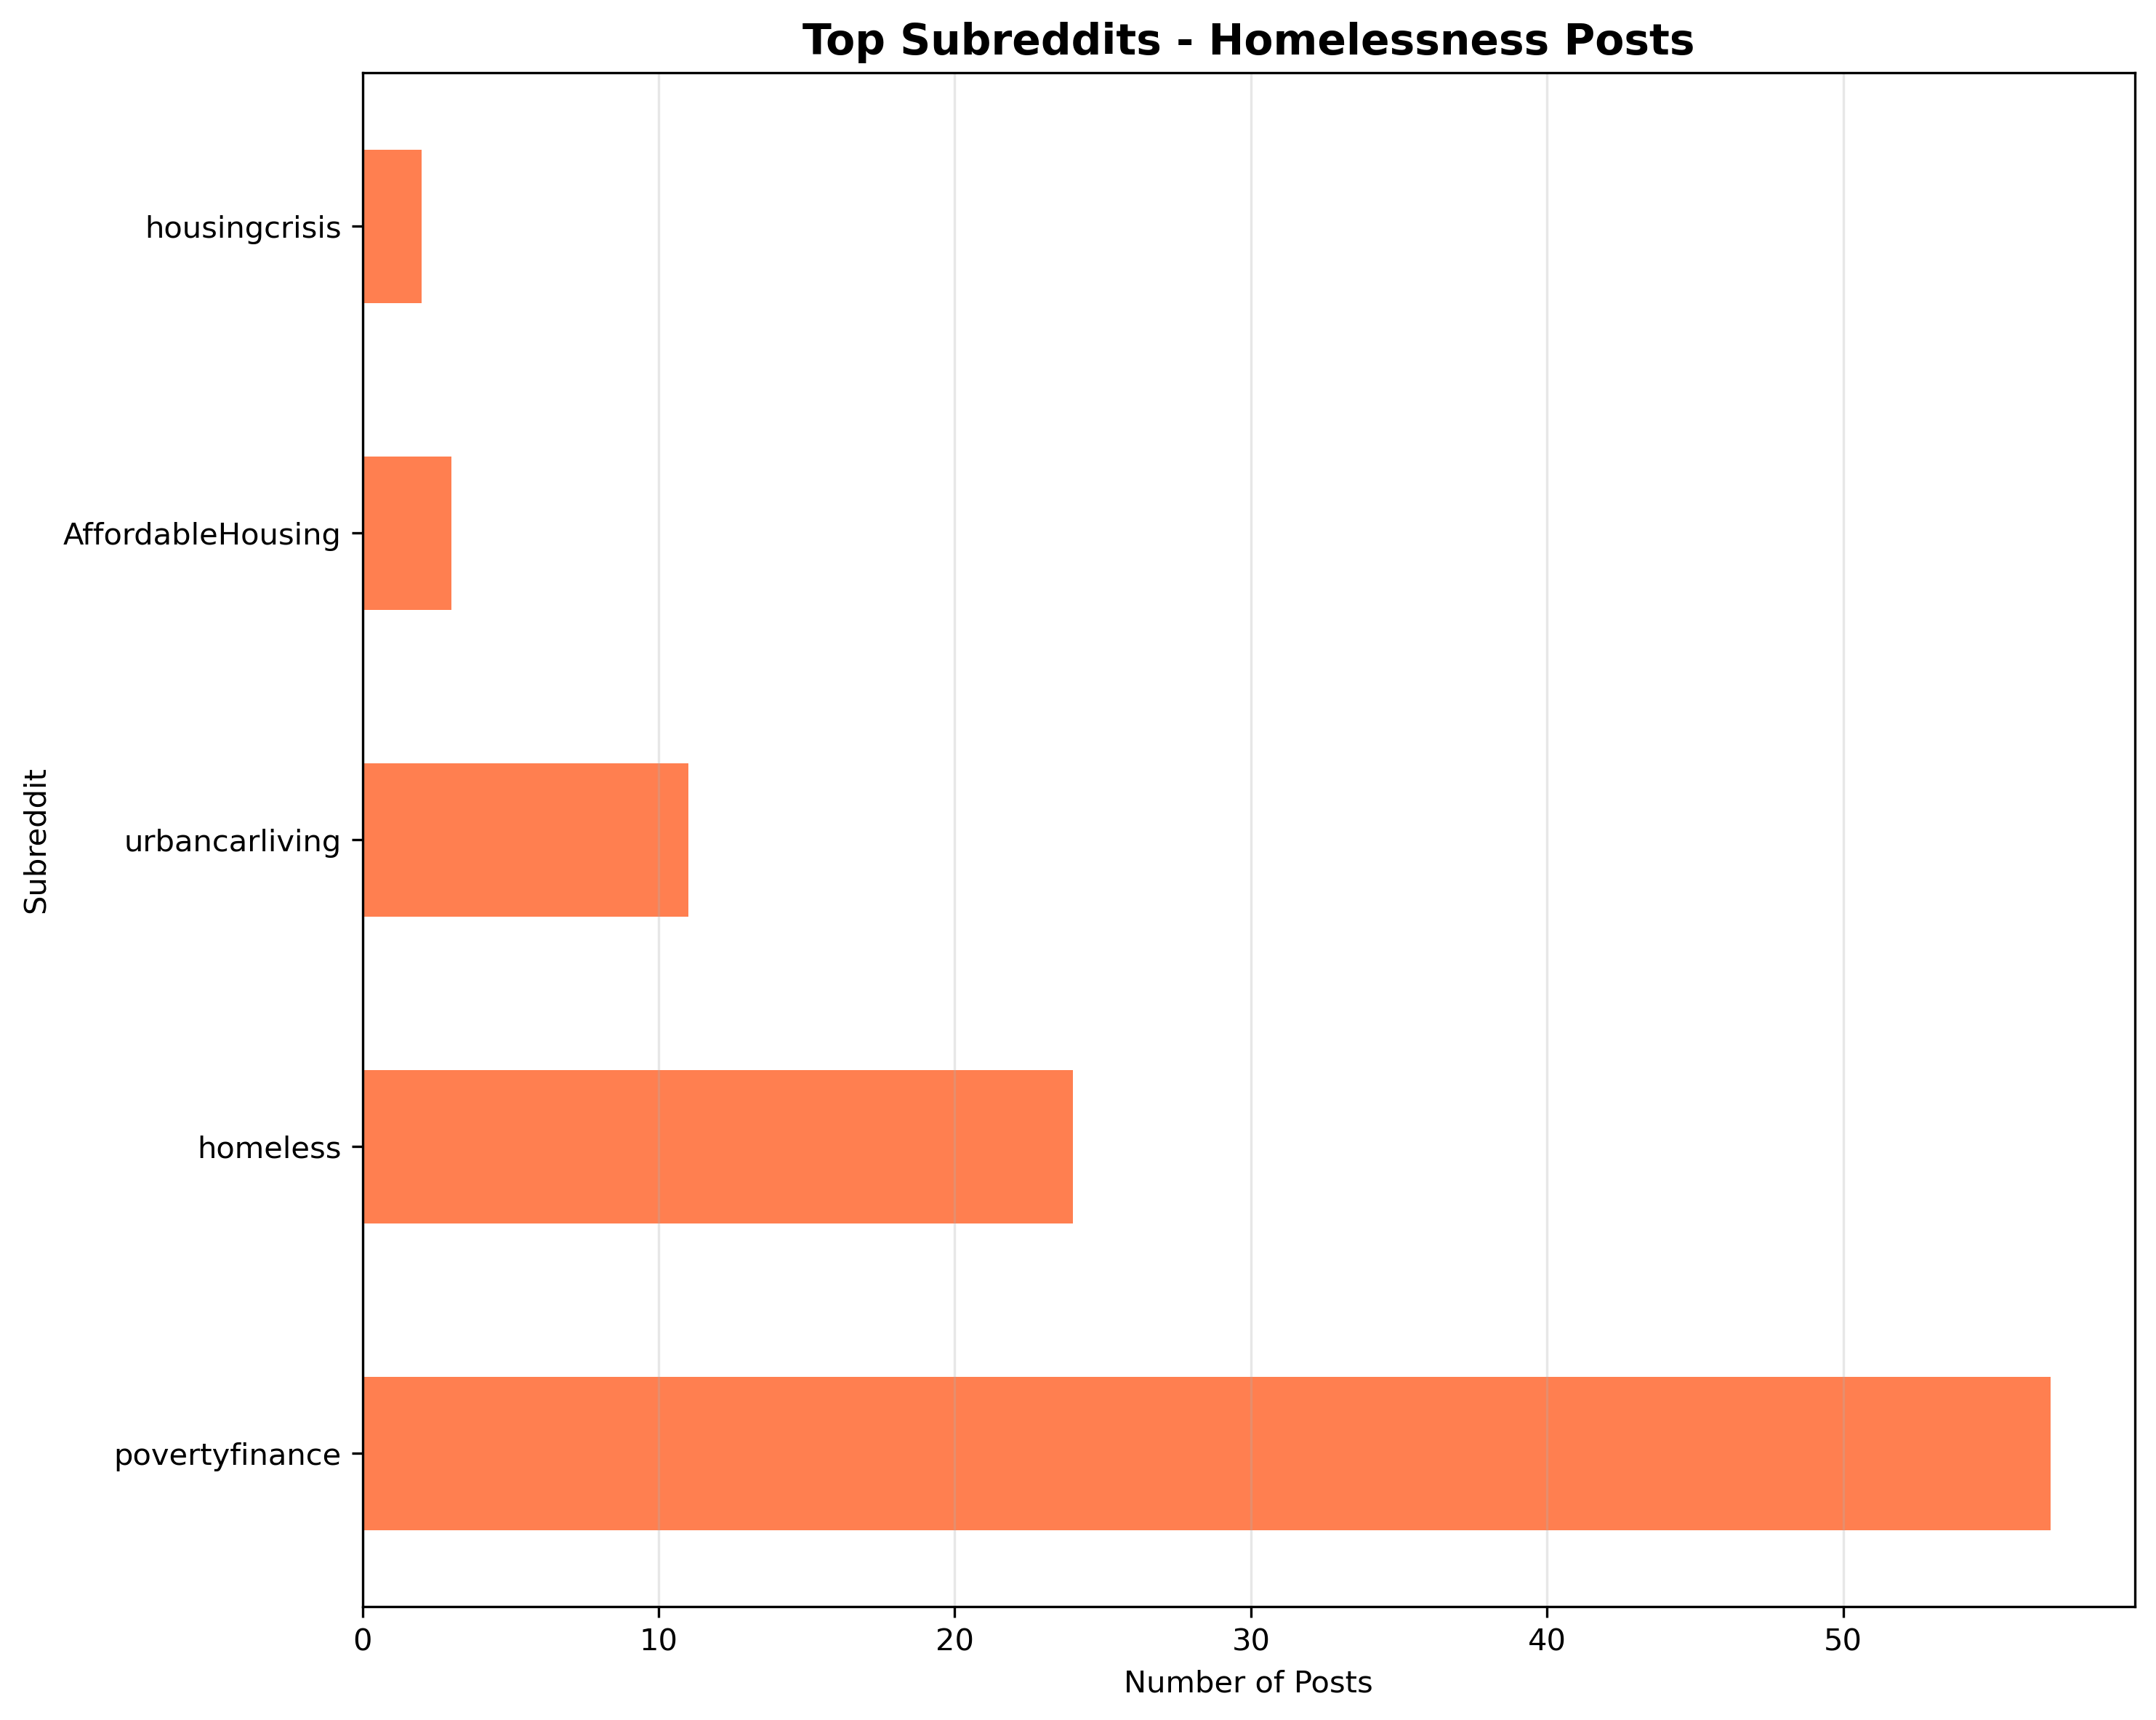 Top Subreddits - Homelessness Posts
housingcrisis
AffordableHousing
urbancarliving
homeless
povertyfinance
Subreddit
0 10 20 30 40 50
Number of Posts